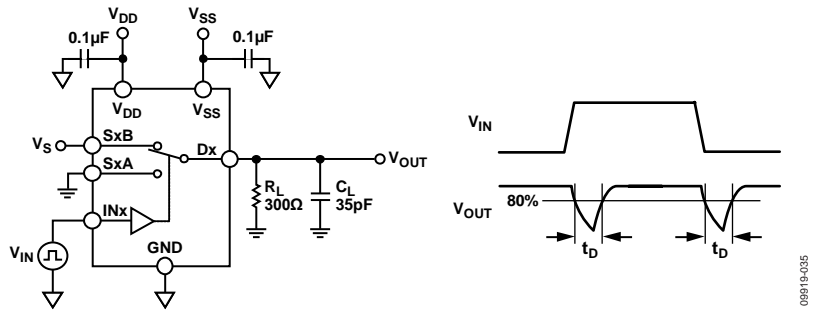 VDD
VSS
0.1µF
0.1µF
VDD
VSS
VS
SxB
Dx
VOUT
SxA
RL
300Ω
CL
35pF
INx
VIN
GND
VIN
VOUT
80%
tD
tD
09919-035